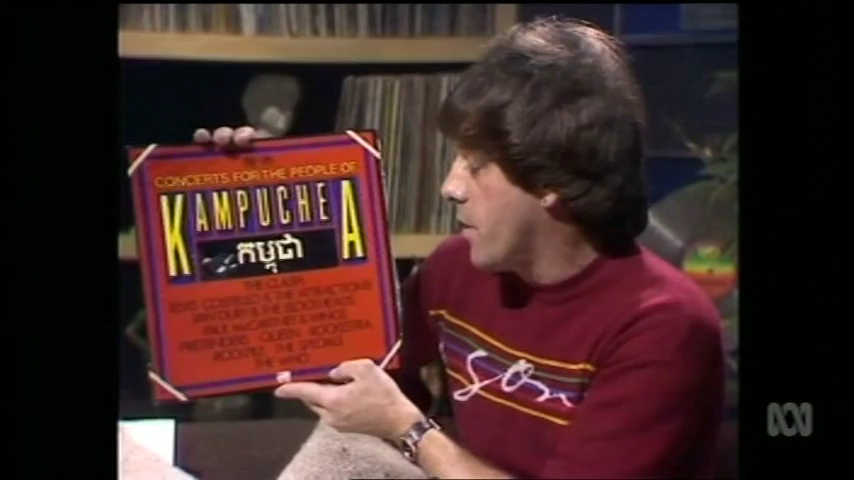 CONCERTS FOR THE PEOPLE OF
KAMPUCHEA
កម្ពុជា
THE CLASH
ELVIS COSTELLO & THE ATTRACTIONS
IAN DURY & THE BLOCKHEADS
PAUL McCARTNEY & WINGS
PRETENDERS QUEEN ROCKESTRA
ROCKPILE THE SPECIALS
THE WHO
ABC